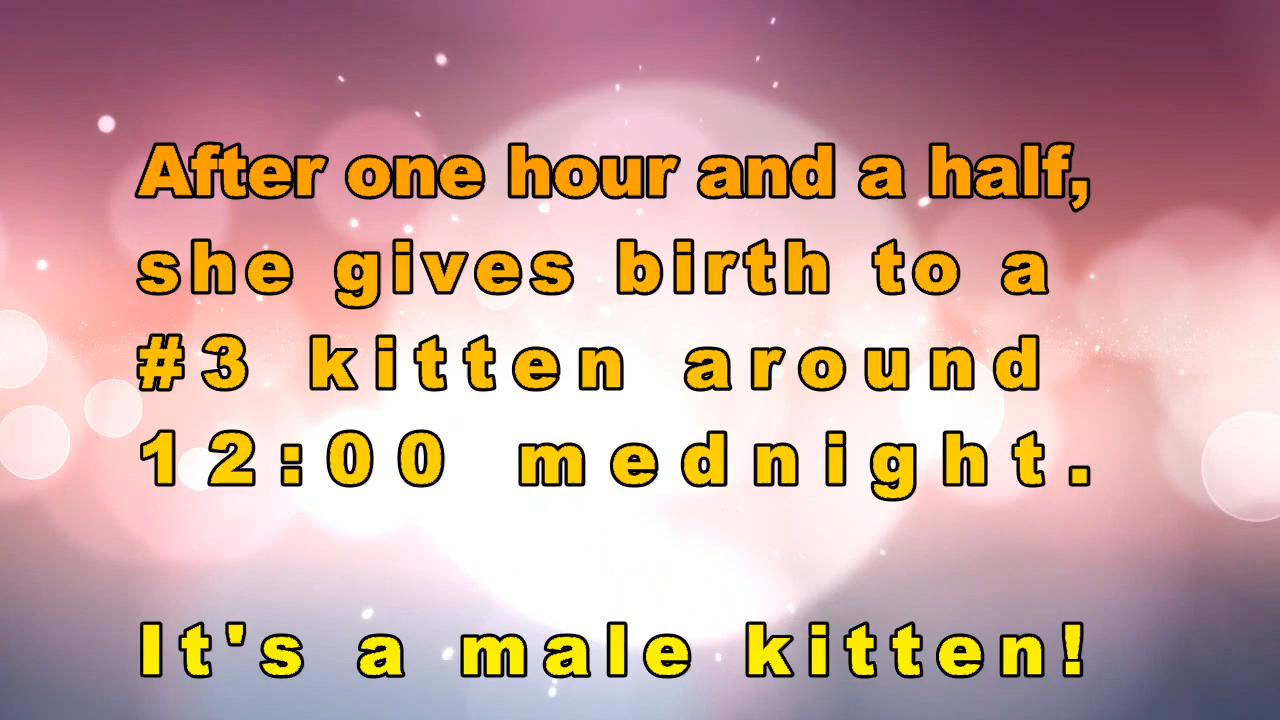 After one hour and a half,
she gives birth to a
#3 kitten around
12:00 mednight.
It's a male kitten!